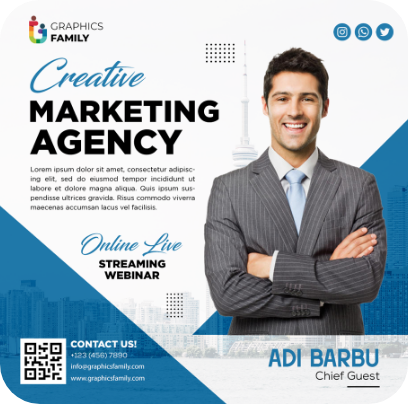 GRAPHICS
FAMILY
Creative
MARKETING
AGENCY
Lorem ipsum dolor sit amet, consectetur adipisc-
ing elit, sed do eiusmod tempor incididunt ut
labore et dolore magna aliqua. Quis ipsum sus-
pendisse ultrices gravida. Risus commodo viverra
maecenas accumsan lacus vel facilisis.
Online Live
STREAMING
WEBINAR
CONTACT US!
+123 (456) 7890
info@graphicsfamily.com
www.graphicsfamily.com
ADI BARBU
Chief Guest